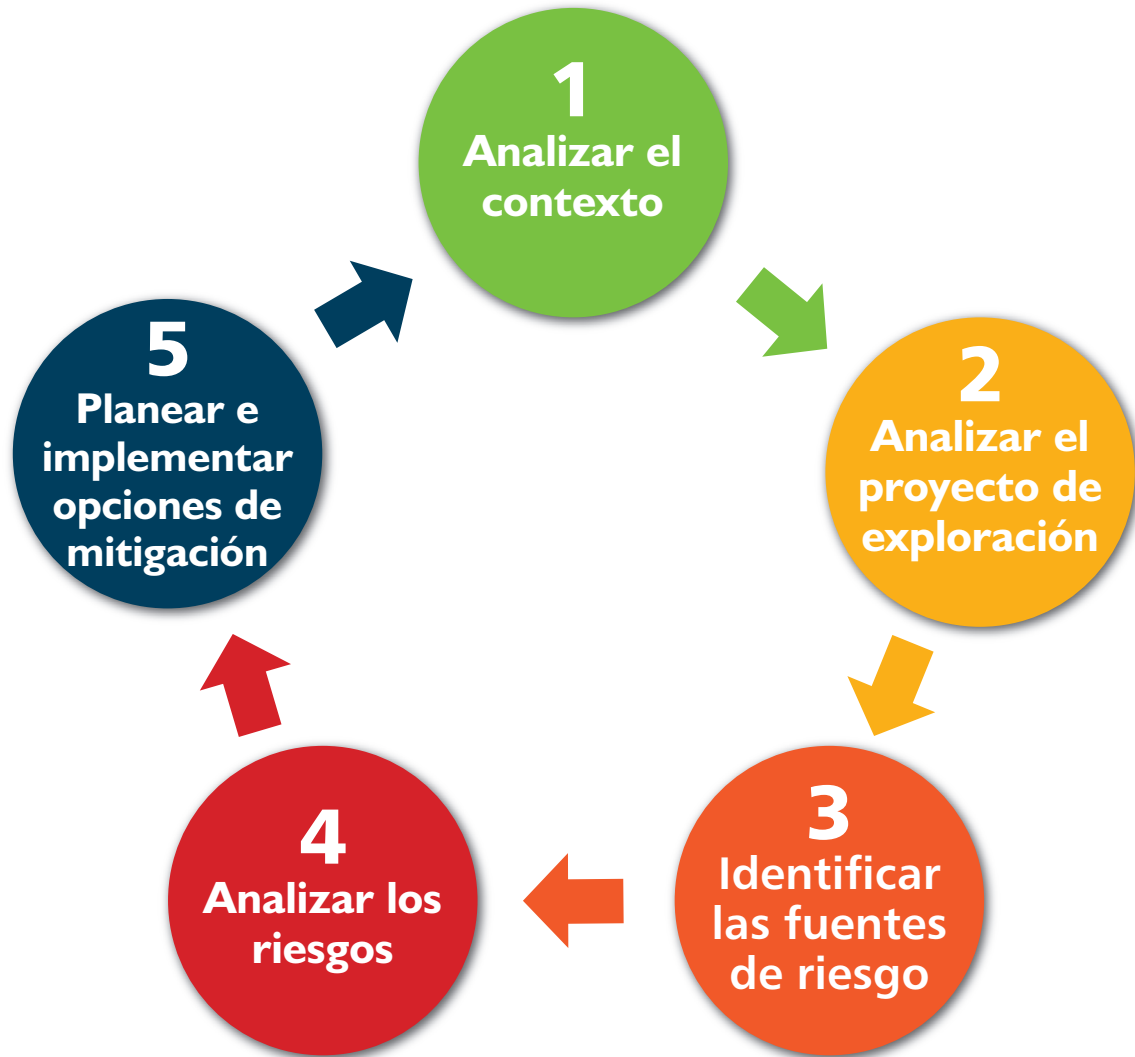 1
Analizar el
contexto
2
Analizar el
proyecto de
exploración
3
Identificar
las fuentes
de riesgo
4
Analizar los
riesgos
5
Planear e
implementar
opciones de
mitigación